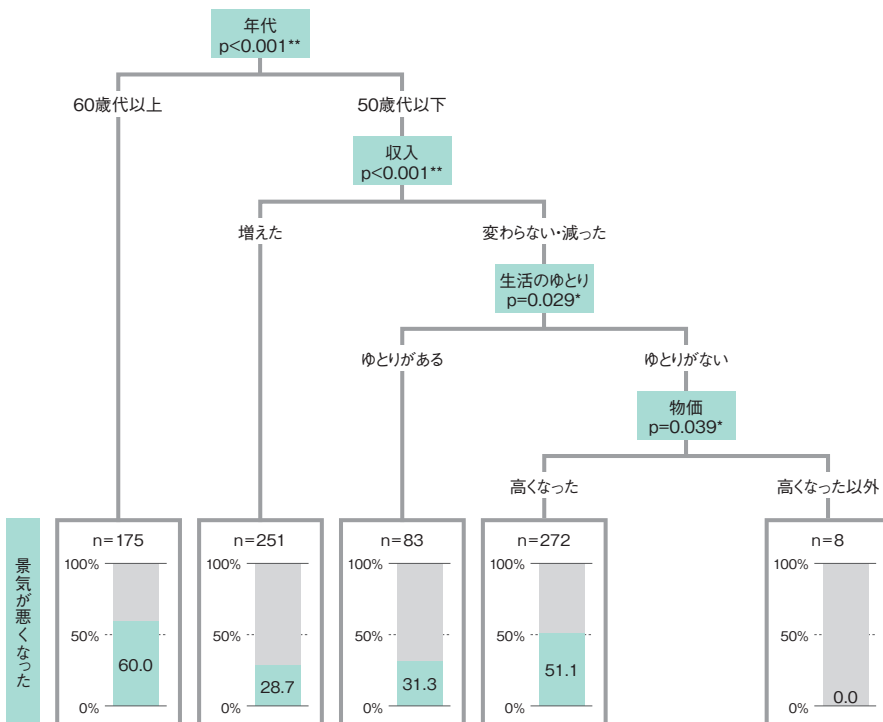 年代
p<0.001**
60歳代以上
50歳代以下
収入
p<0.001**
増えた
変わらない・減った
生活のゆとり
p=0.029*
ゆとりがある
ゆとりがない
物価
p=0.039*
高くなった
高くなった以外
景気が悪くなった
n=175
100%
50%
0%
60.0
n=251
100%
50%
0%
28.7
n=83
100%
50%
0%
31.3
n=272
100%
50%
0%
51.1
n=8
100%
50%
0%
0.0